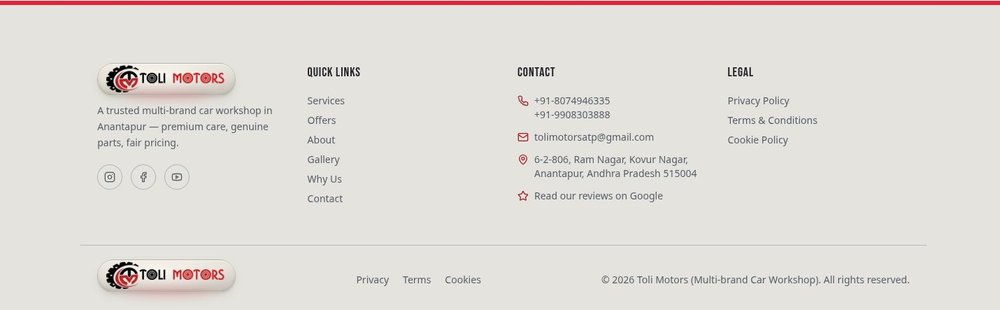 TOLI MOTORS
A trusted multi-brand car workshop in
Anantapur — premium care, genuine
parts, fair pricing.
QUICK LINKS
Services
Offers
About
Gallery
Why Us
Contact
CONTACT
+91-8074946335
+91-9908303888
tolimotorsatp@gmail.com
6-2-806, Ram Nagar, Kovur Nagar,
Anantapur, Andhra Pradesh 515004
Read our reviews on Google
LEGAL
Privacy Policy
Terms & Conditions
Cookie Policy
TOLI MOTORS
Privacy Terms Cookies
© 2026 Toli Motors (Multi-brand Car Workshop). All rights reserved.